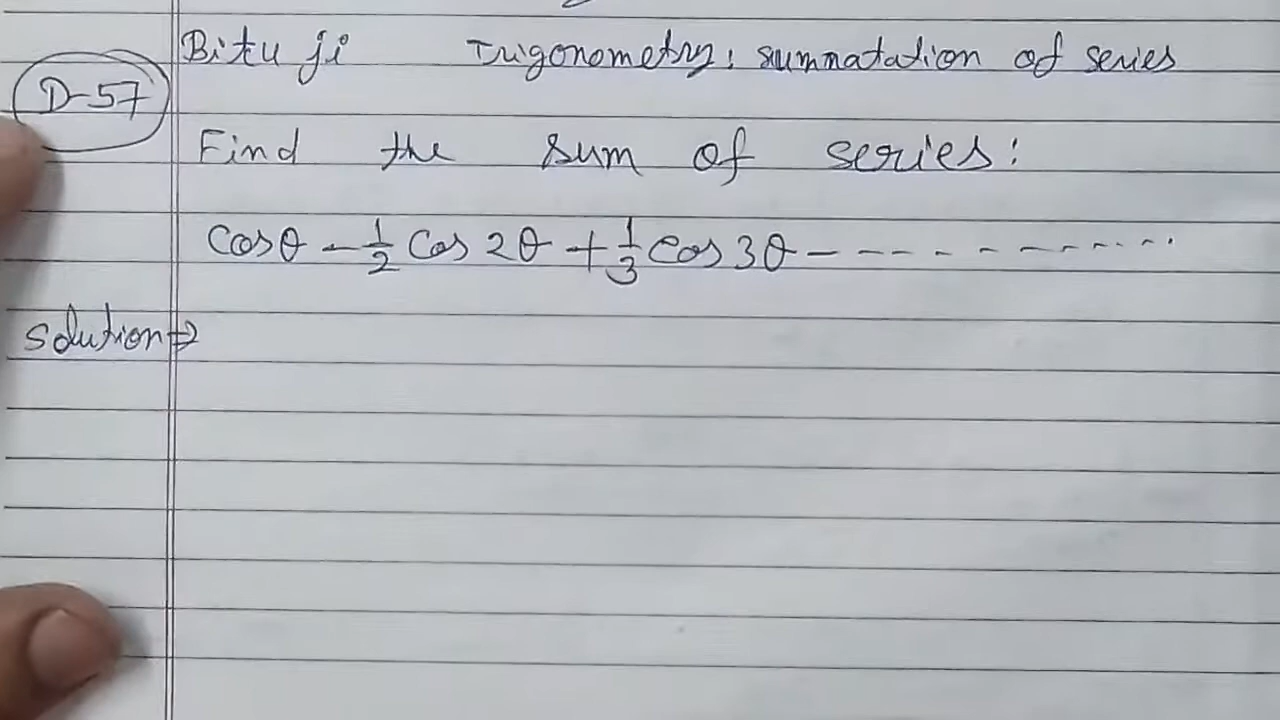 Bitu ji Trigonometry: summatation of series
D-57
Find the sum of series:
cosθ - 1/2 cos 2θ + 1/3 cos 3θ - - - - - - - - - - - -
Solution ⇒